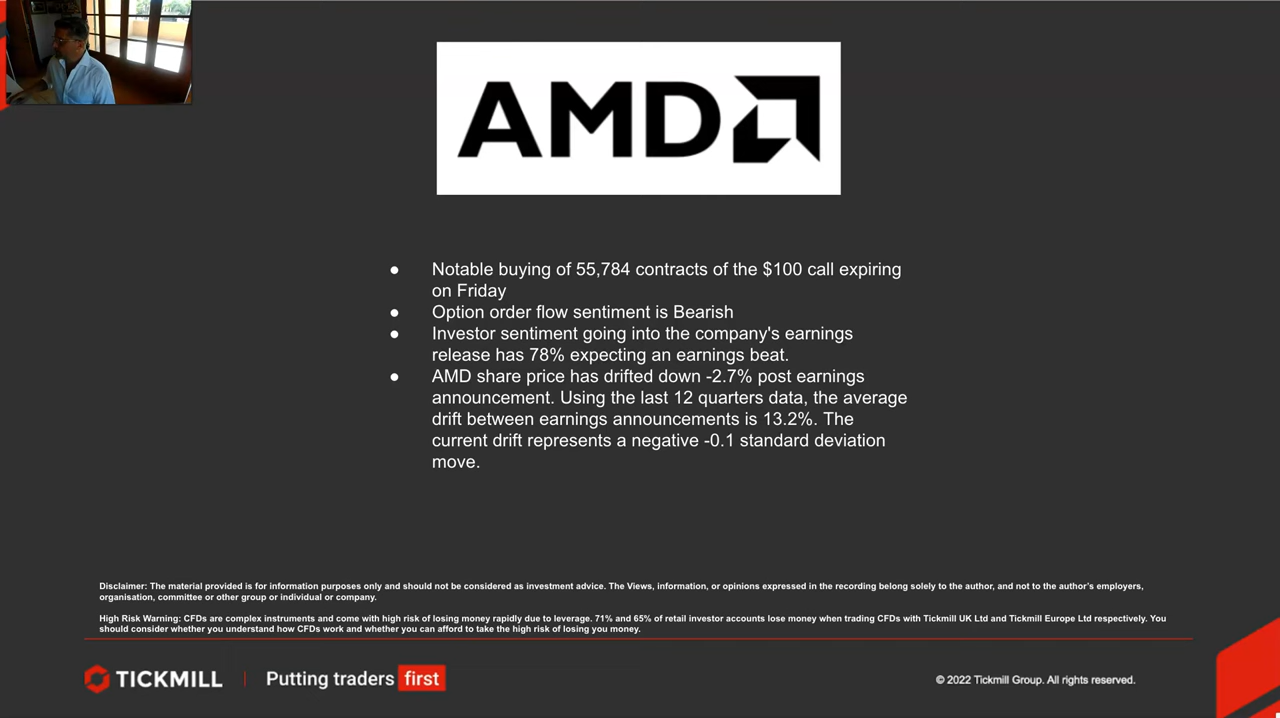 AMD
● Notable buying of 55,784 contracts of the $100 call expiring
on Friday
● Option order flow sentiment is Bearish
● Investor sentiment going into the company's earnings
release has 78% expecting an earnings beat.
● AMD share price has drifted down -2.7% post earnings
announcement. Using the last 12 quarters data, the average
drift between earnings announcements is 13.2%. The
current drift represents a negative -0.1 standard deviation
move.
Disclaimer: The material provided is for information purposes only and should not be considered as investment advice. The Views, information, or opinions expressed in the recording belong solely to the author, and not to the author's employers,
organisation, committee or other group or individual or company.
High Risk Warning: CFDs are complex instruments and come with high risk of losing money rapidly due to leverage. 71% and 65% of retail investor accounts lose money when trading CFDs with Tickmill UK Ltd and Tickmill Europe Ltd respectively. You
should consider whether you understand how CFDs work and whether you can afford to take the high risk of losing you money.
TICKMILL | Putting traders first
© 2022 Tickmill Group. All rights reserved.